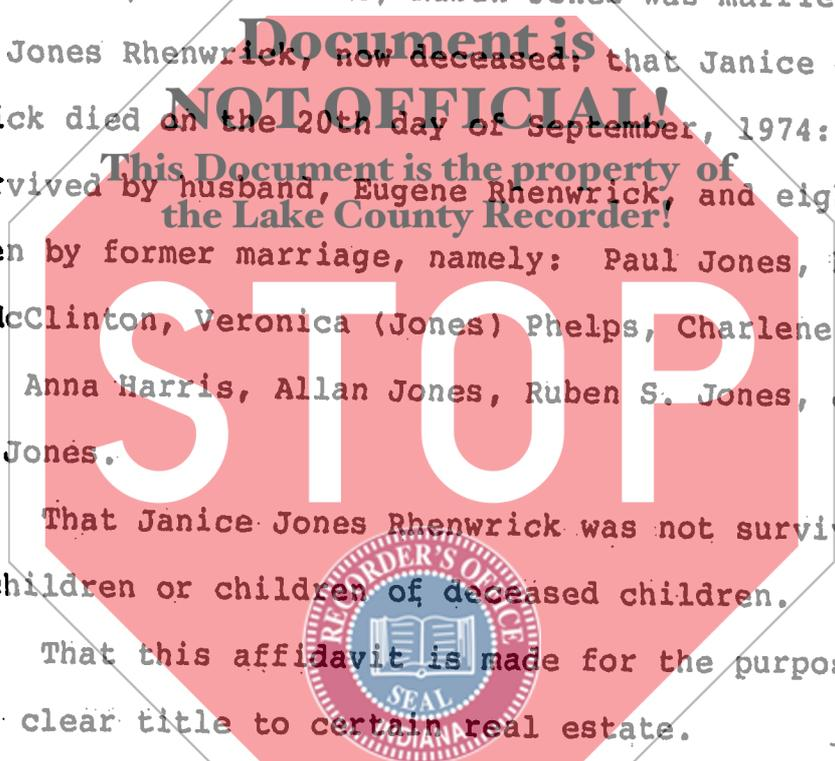 Document is
Jones Rhenwrick, now deceased; that Janice
NOT OFFICIAL!
ick died on the 20th day of September, 1974:
This Document is the property of
rvived by husband, Eugene Rhenwrick, and eig
the Lake County Recorder!
en by former marriage, namely: Paul Jones,
cClinton, Veronica (Jones) Phelps, Charlene
STOP
Anna Harris, Allan Jones, Ruben S. Jones,
Jones.
That Janice Jones Rhenwrick was not survi
hildren or children of deceased children.
RECORDER'S OFFICE
That this affidavit is made for the purpos
SEAL
clear title to certain real estate.
INDIANA